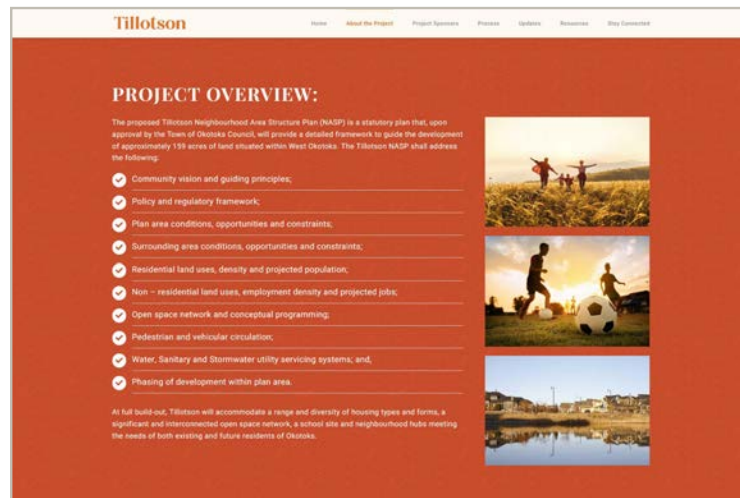 Tillotson
Home About the Project Project Sponsors Process Updates Resources Stay Connected
PROJECT OVERVIEW:
The proposed Tillotson Neighbourhood Area Structure Plan (NASP) is a statutory plan that, upon
approval by the Town of Okotoks Council, will provide a detailed framework to guide the development
of approximately 159 acres of land situated within West Okotoks. The Tillotson NASP shall address
the following:
Community vision and guiding principles;
Policy and regulatory framework;
Plan area conditions, opportunities and constraints;
Surrounding area conditions, opportunities and constraints;
Residential land uses, density and projected population;
Non – residential land uses, employment density and projected jobs;
Open space network and conceptual programming;
Pedestrian and vehicular circulation;
Water, Sanitary and Stormwater utility servicing systems; and,
Phasing of development within plan area.
At full build-out, Tillotson will accommodate a range and diversity of housing types and forms, a
significant and interconnected open space network, a school site and neighbourhood hubs meeting
the needs of both existing and future residents of Okotoks.